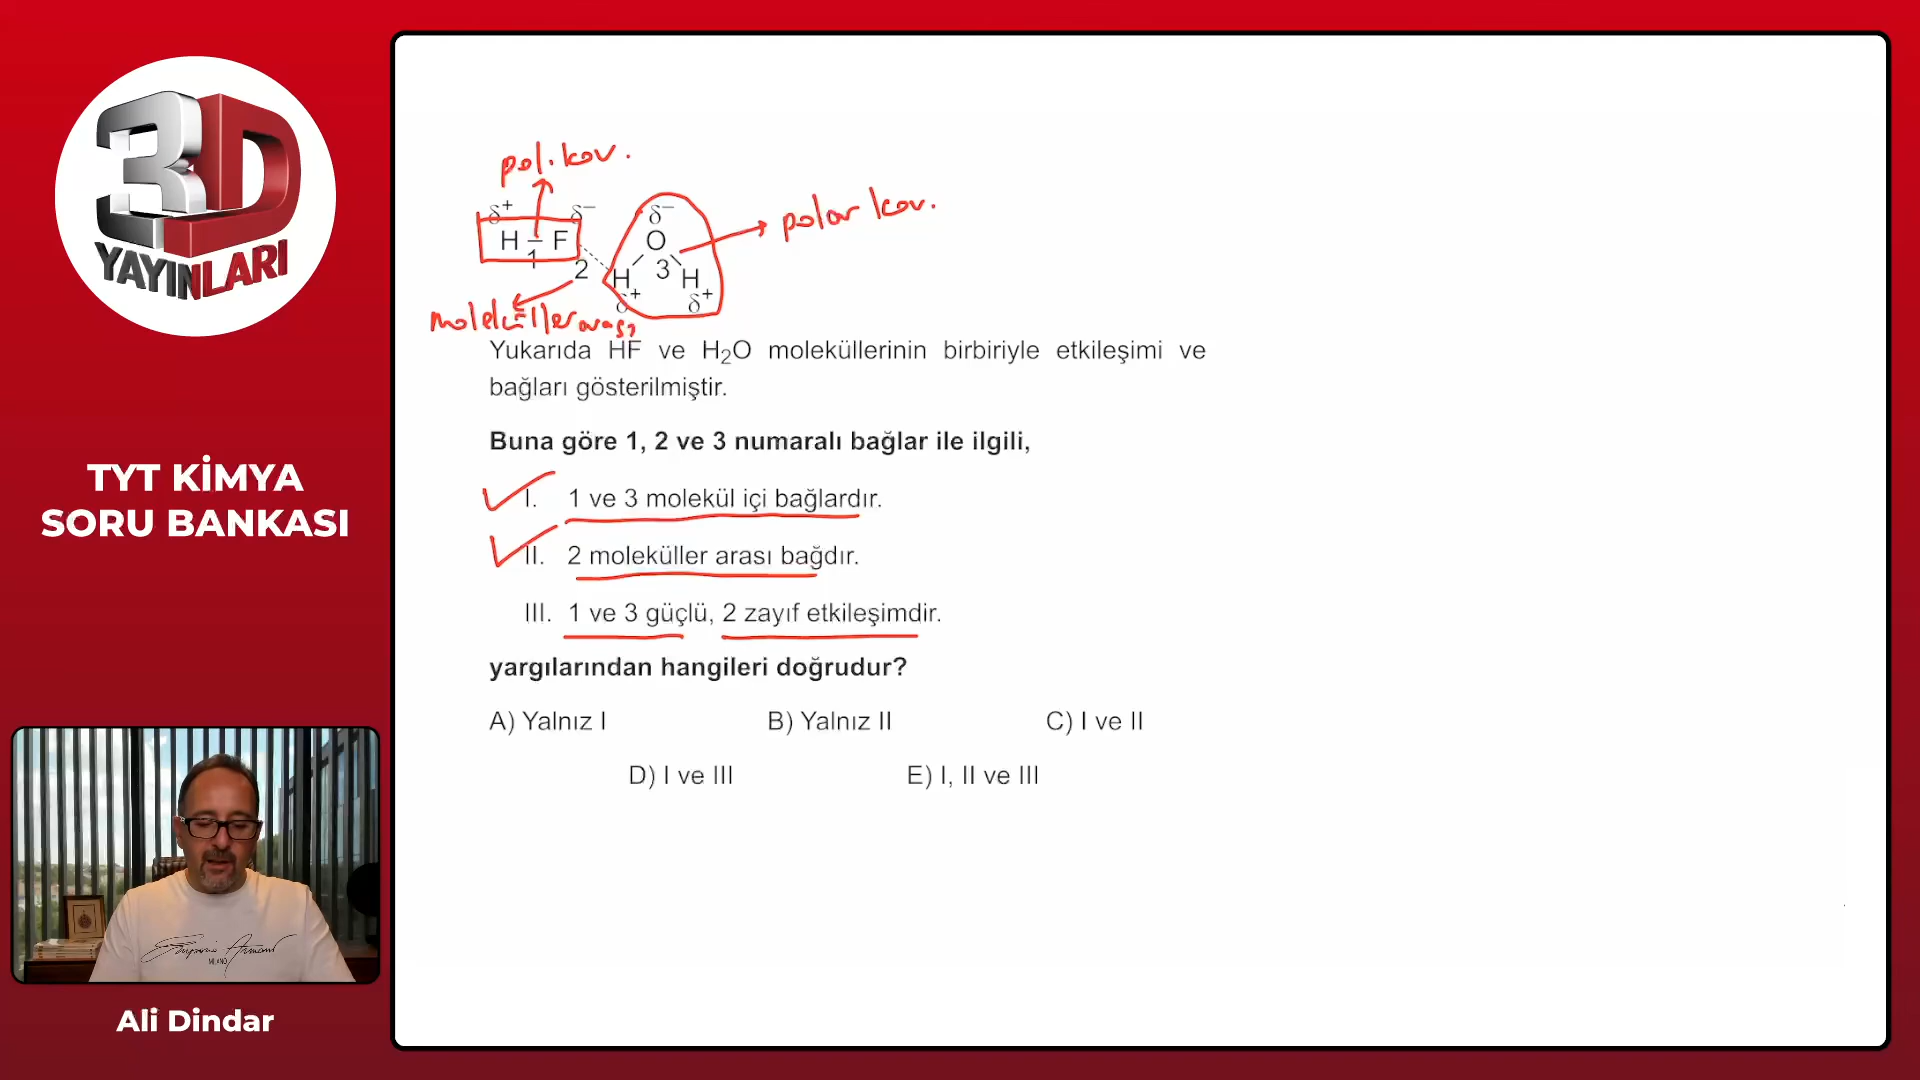 3D
YAYINLARI
TYT KİMYA
SORU BANKASI
Ali Dindar
pol. kov.
δ+ δ− δ−
H – F O
polar kov.
1 2 H 3 H
δ+ δ+
moleküller arası
Yukarıda HF ve H₂O moleküllerinin birbiriyle etkileşimi ve
bağları gösterilmiştir.
Buna göre 1, 2 ve 3 numaralı bağlar ile ilgili,
I. 1 ve 3 molekül içi bağlardır.
II. 2 moleküller arası bağdır.
III. 1 ve 3 güçlü, 2 zayıf etkileşimdir.
yargılarından hangileri doğrudur?
A) Yalnız I B) Yalnız II C) I ve II
D) I ve III E) I, II ve III
Emporio Armani
MILANO